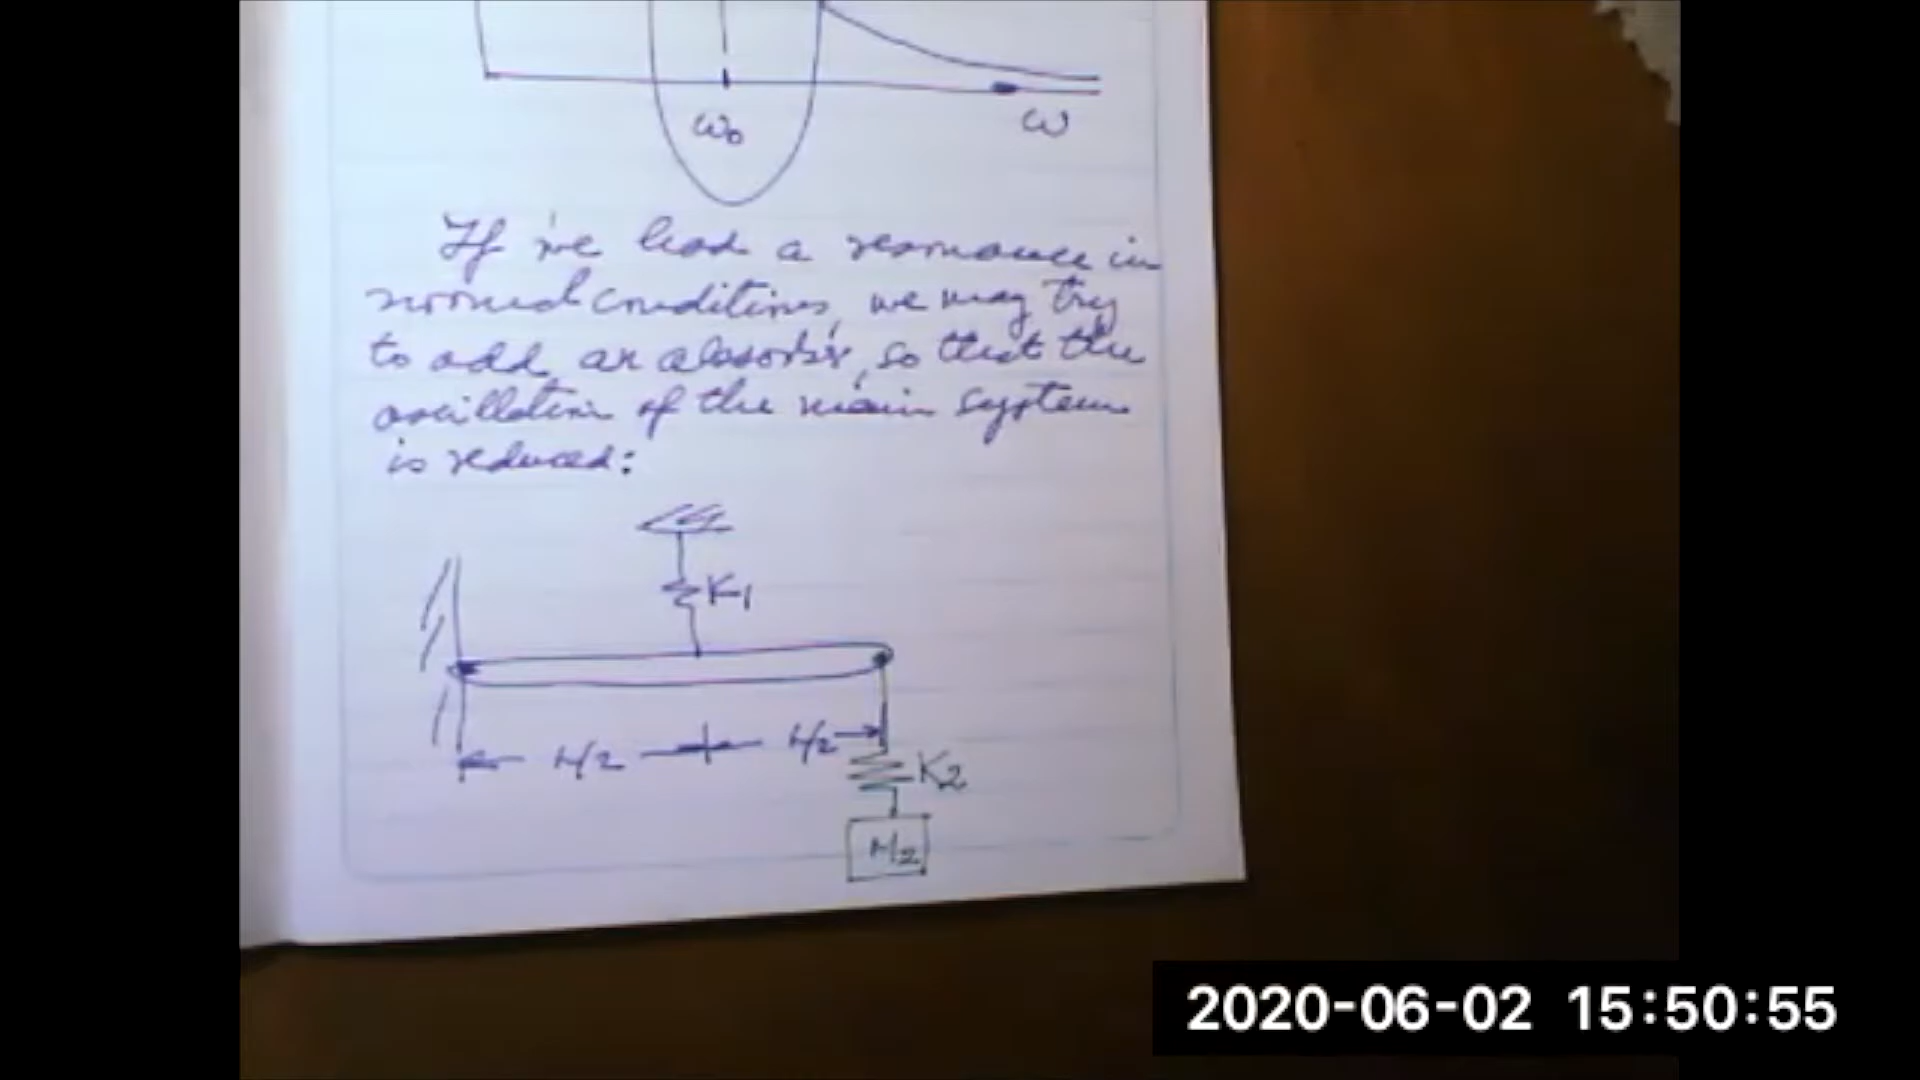 ω₀
ω
If we had a resonance in
normal conditions, we may try
to add an absorber, so that the
oscillation of the main system
is reduced:
K1
L/2
L/2
K2
M2
2020-06-02 15:50:55